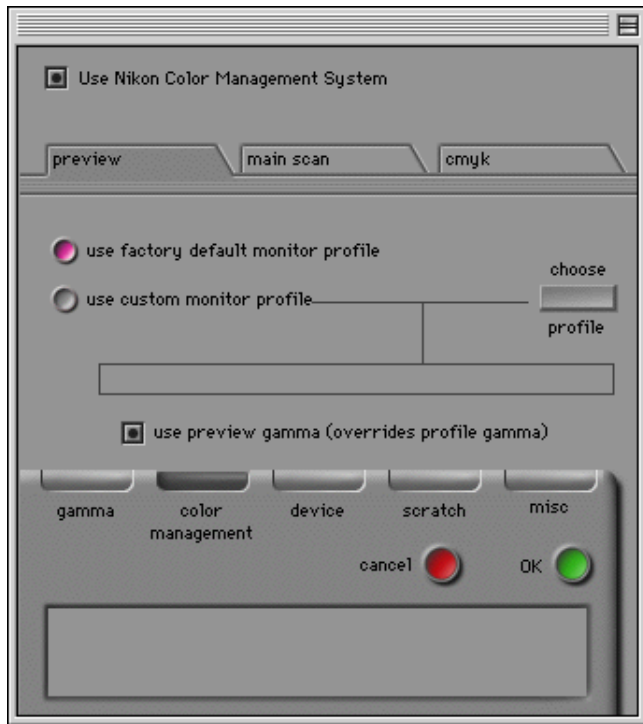 Use Nikon Color Management System
preview
main scan
cmyk
use factory default monitor profile
choose
use custom monitor profile
profile
use preview gamma (overrides profile gamma)
gamma
color
management
device
scratch
misc
cancel
OK